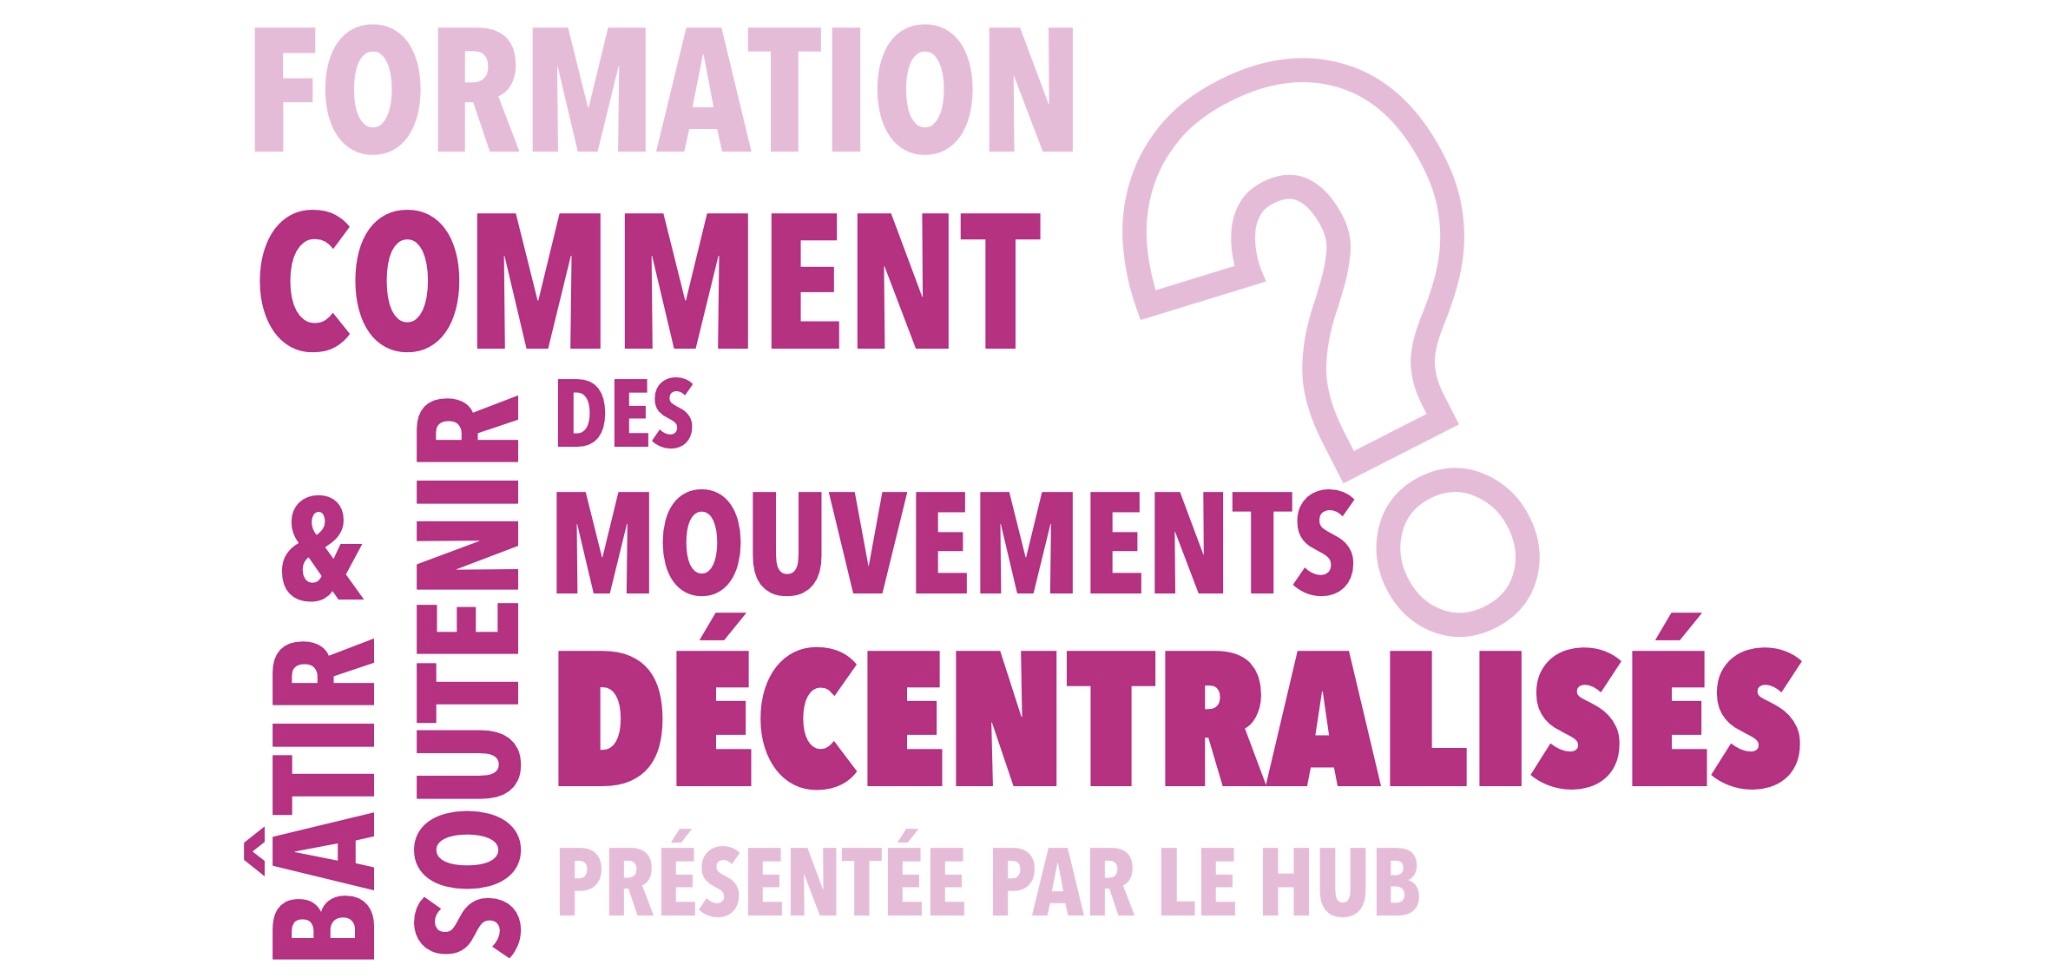 FORMATION
COMMENT
BÂTIR &
SOUTENIR
DES
MOUVEMENTS
DÉCENTRALISÉS
?
PRÉSENTÉE PAR LE HUB